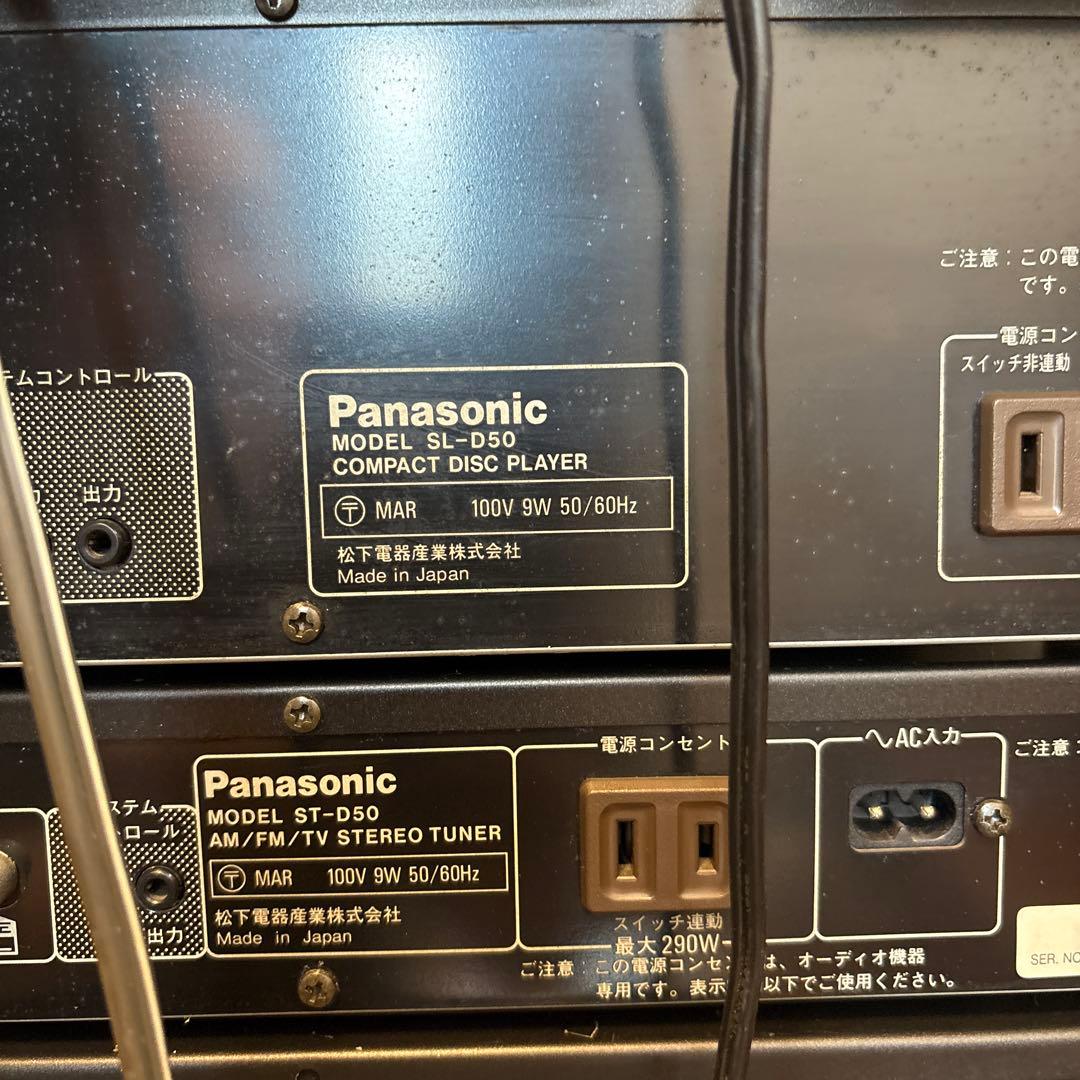 ご注意：この電
です。
電源コン
スイッチ非連動
テムコントロール
出力
Panasonic
MODEL SL-D50
COMPACT DISC PLAYER
〒 MAR 100V 9W 50/60Hz
松下電器産業株式会社
Made in Japan
ステム
ロール
出力
Panasonic
MODEL ST-D50
AM/FM/TV STEREO TUNER
〒 MAR 100V 9W 50/60Hz
松下電器産業株式会社
Made in Japan
電源コンセント
スイッチ連動
最大290W
ご注意：この電源コンセン は、オーディオ機器
専用です。表示 以下でご使用ください。
～AC入力
ご注意：
SER. NO